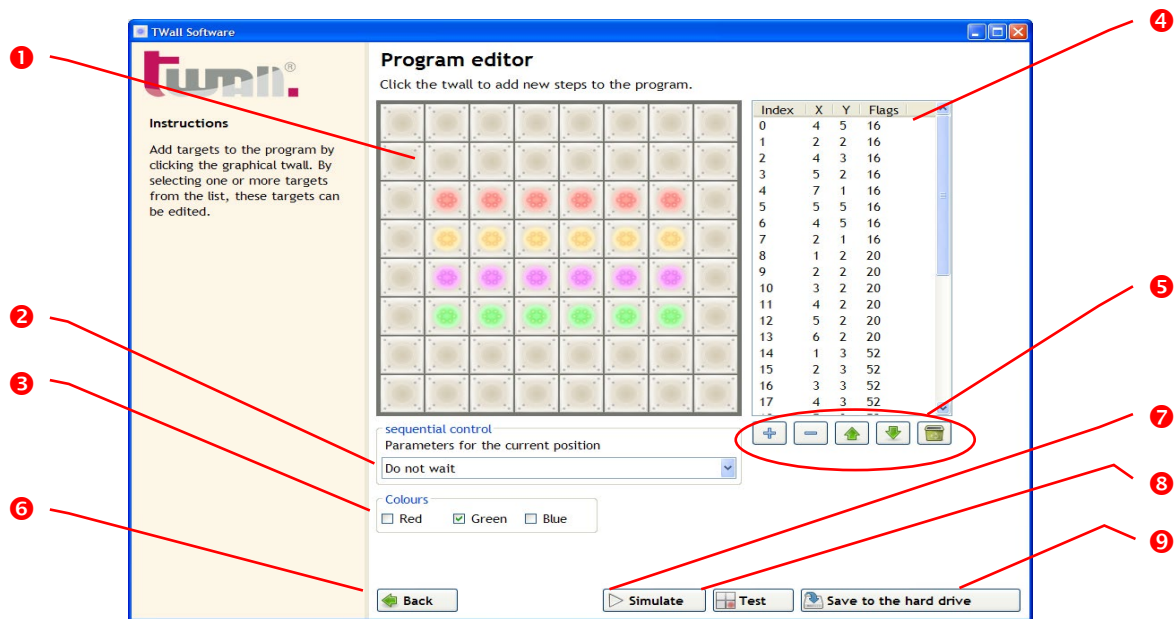 TWall Software
twall.®
Instructions
Add targets to the program by
clicking the graphical twall. By
selecting one or more targets
from the list, these targets can
be edited.
Program editor
Click the twall to add new steps to the program.
Index X Y Flags
0 4 5 16
1 2 2 16
2 4 3 16
3 5 2 16
4 7 1 16
5 5 5 16
6 4 5 16
7 2 1 16
8 1 2 20
9 2 2 20
10 3 2 20
11 4 2 20
12 5 2 20
13 6 2 20
14 1 3 52
15 2 3 52
16 3 3 52
17 4 3 52
sequential control
Parameters for the current position
Do not wait
Colours
Red Green Blue
Back
Simulate
Test
Save to the hard drive
1
2
3
6
4
5
7
8
9